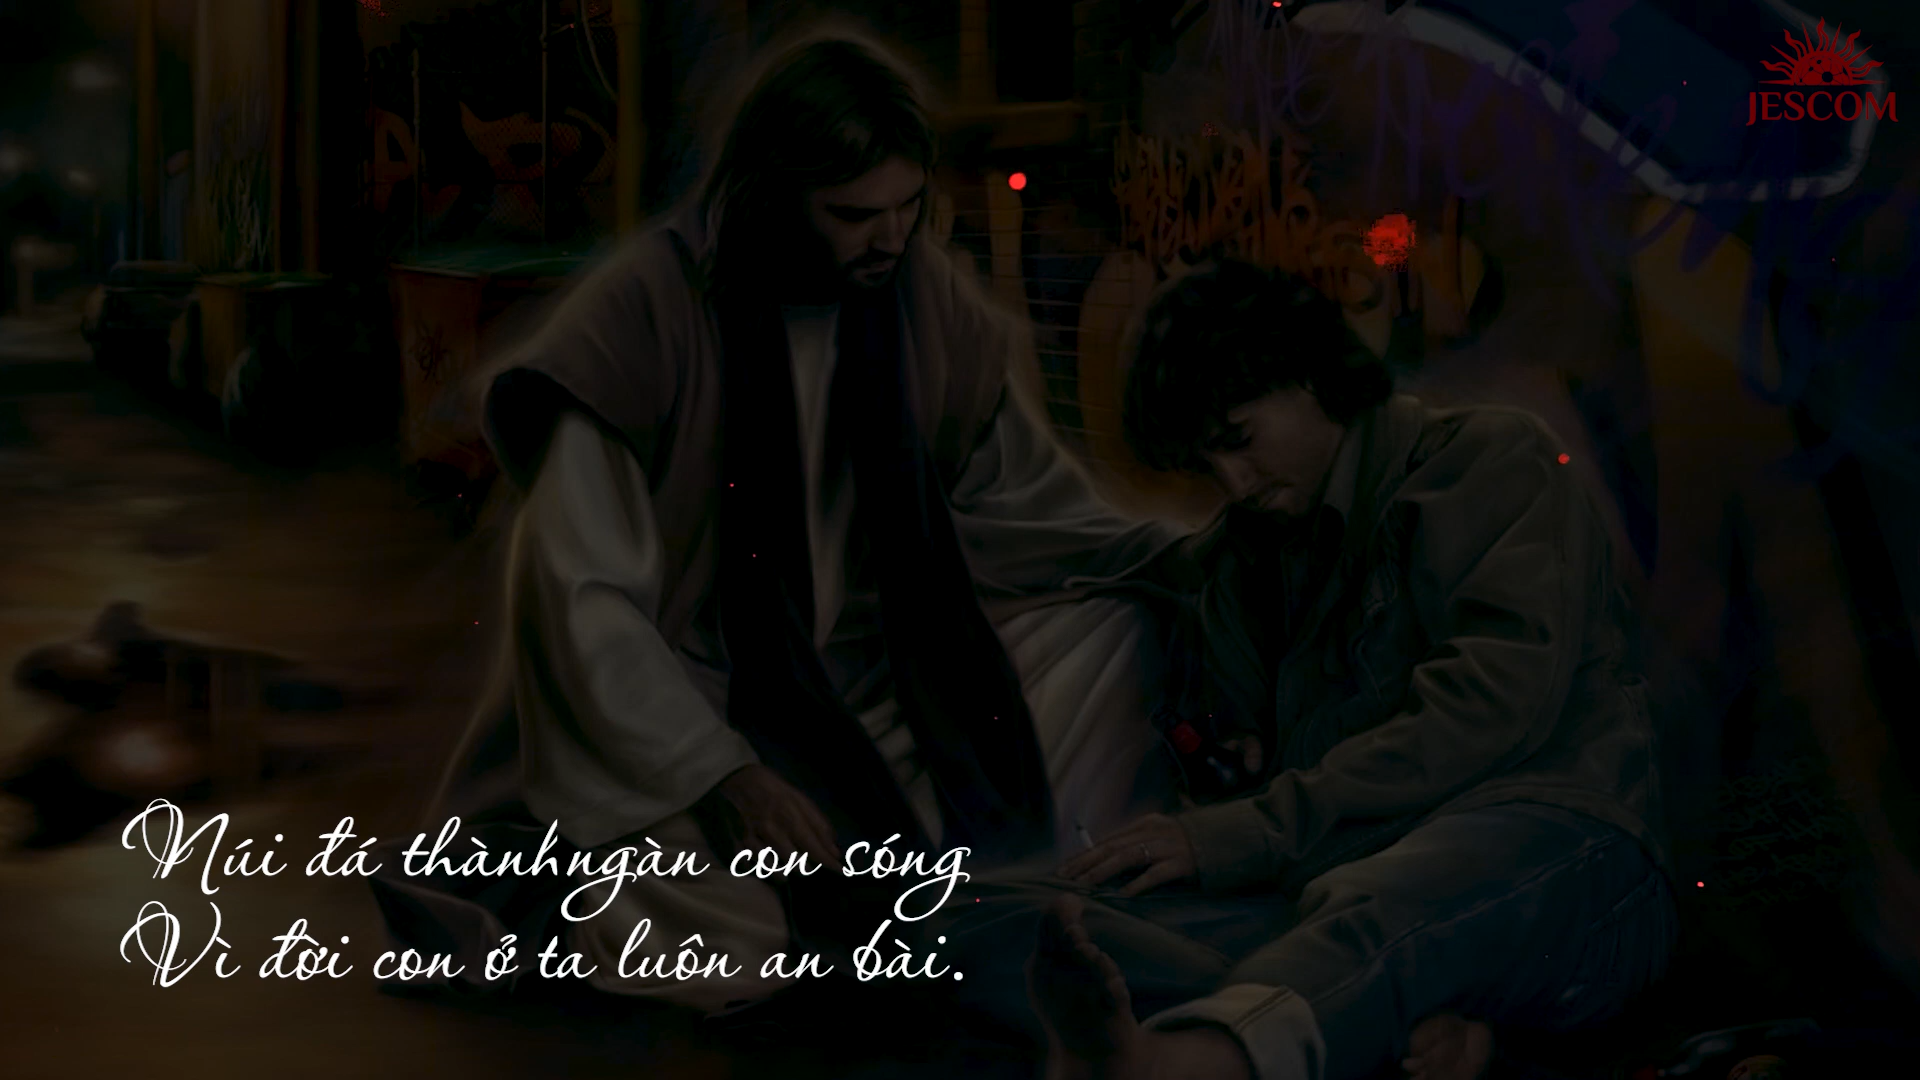 JESCOM
Núi đá thànhngàn con sóng
Vì đời con ở ta luôn an bài.